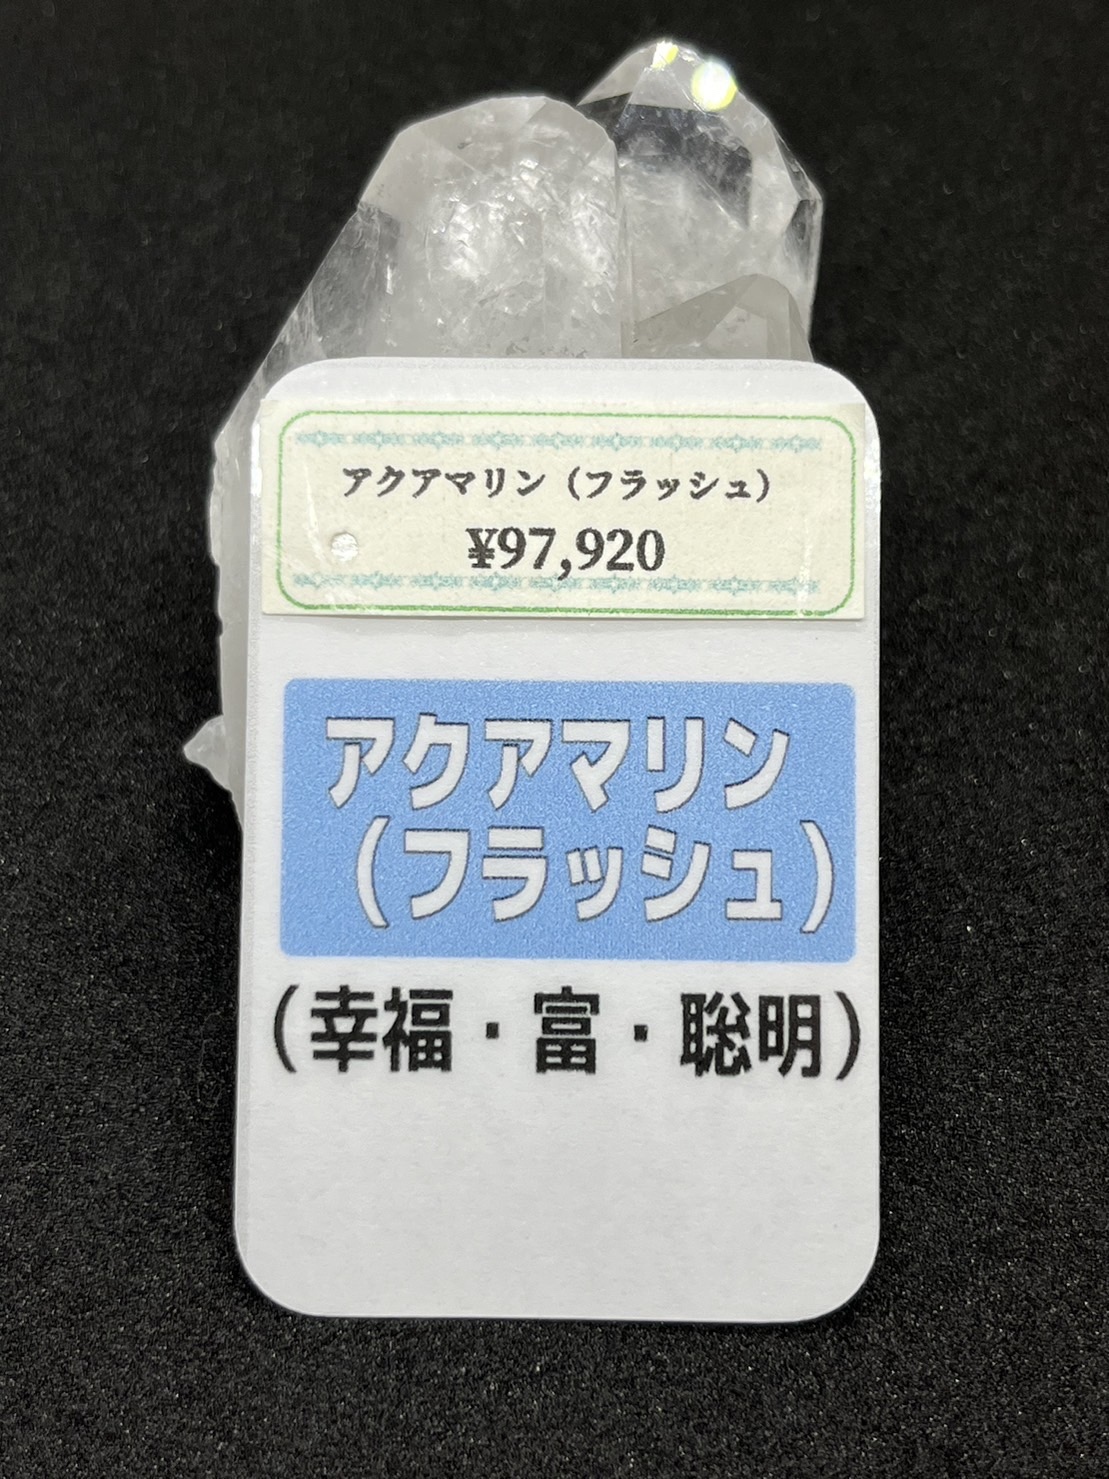 アクアマリン（フラッシュ）
¥97,920
アクアマリン
（フラッシュ）
（幸福・富・聡明）